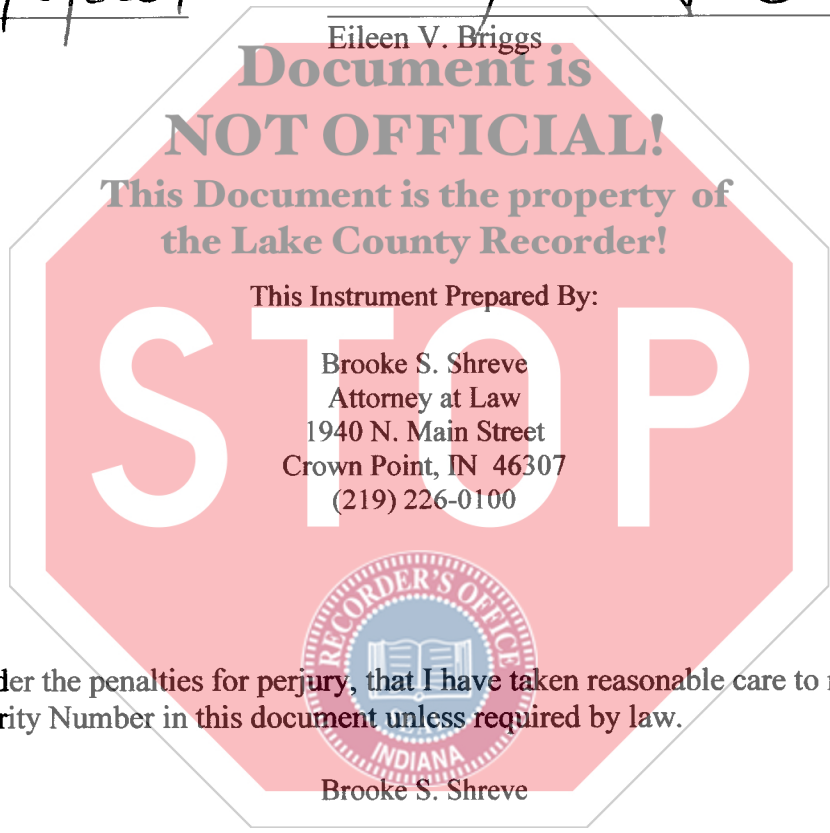 Eileen V. Briggs
Document is
NOT OFFICIAL!
This Document is the property of
the Lake County Recorder!
This Instrument Prepared By:
STOP
Brooke S. Shreve
Attorney at Law
1940 N. Main Street
Crown Point, IN 46307
(219) 226-0100
RECORDER'S OFFICE
der the penalties for perjury, that I have taken reasonable care to
rity Number in this document unless required by law.
INDIANA
Brooke S. Shreve